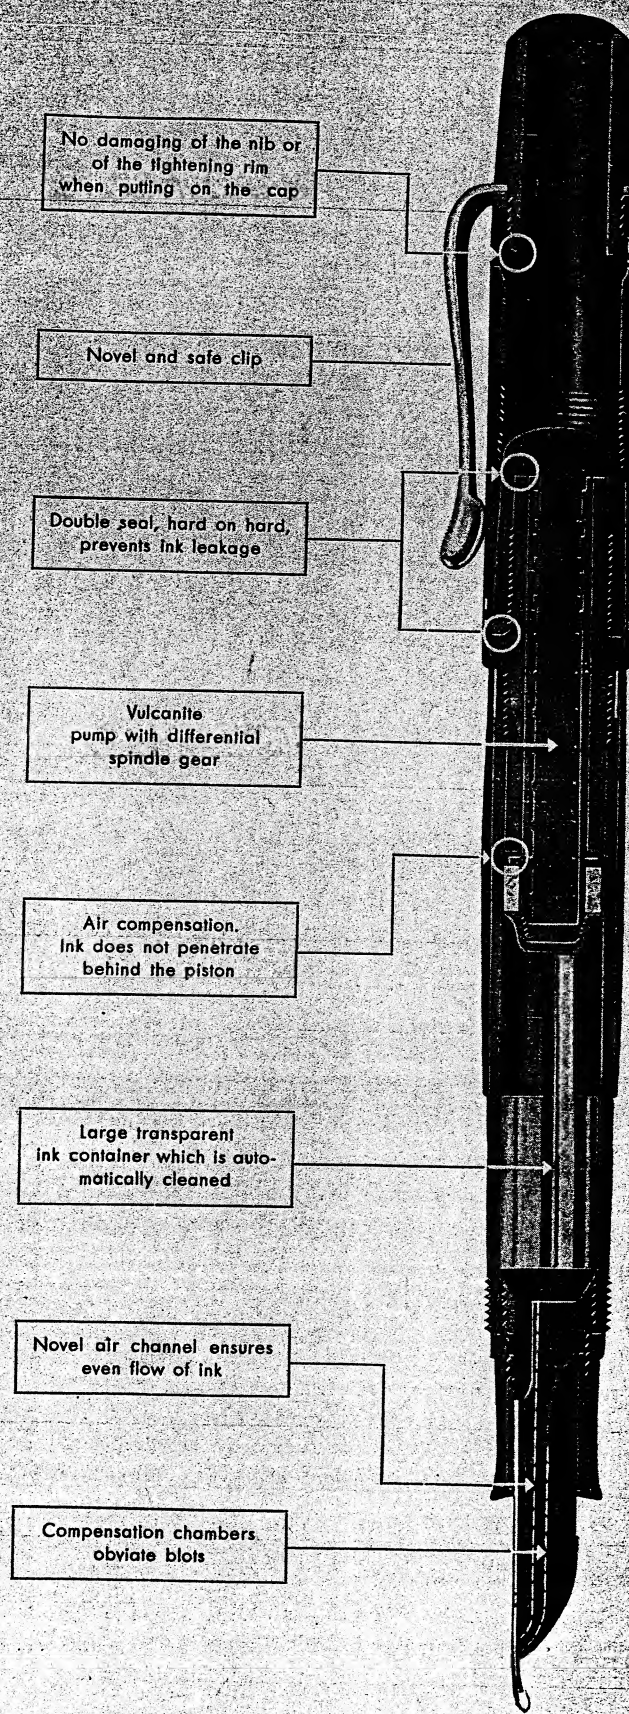 No damaging of the nib or
of the tightening rim
when putting on the cap
Novel and safe clip
Double seal, hard on hard,
prevents ink leakage
Vulcanite
pump with differential
spindle gear
Air compensation.
Ink does not penetrate
behind the piston
Large transparent
ink container which is auto-
matically cleaned
Novel air channel ensures
even flow of ink
Compensation chambers
obviate blots